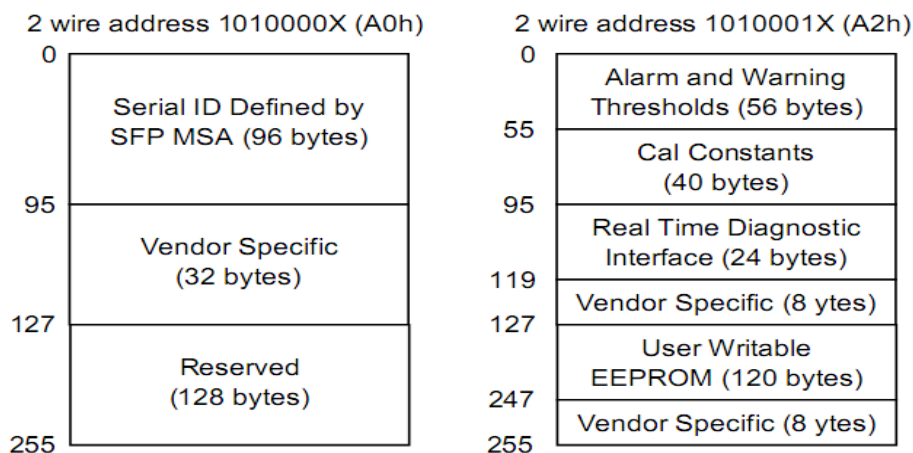 2 wire address 1010000X (A0h)
0
Serial ID Defined by
SFP MSA (96 bytes)
95
Vendor Specific
(32 bytes)
127
Reserved
(128 bytes)
255
2 wire address 1010001X (A2h)
0
Alarm and Warning
Thresholds (56 bytes)
55
Cal Constants
(40 bytes)
95
Real Time Diagnostic
Interface (24 bytes)
119
Vendor Specific (8 ytes)
127
User Writable
EEPROM (120 bytes)
247
Vendor Specific (8 ytes)
255